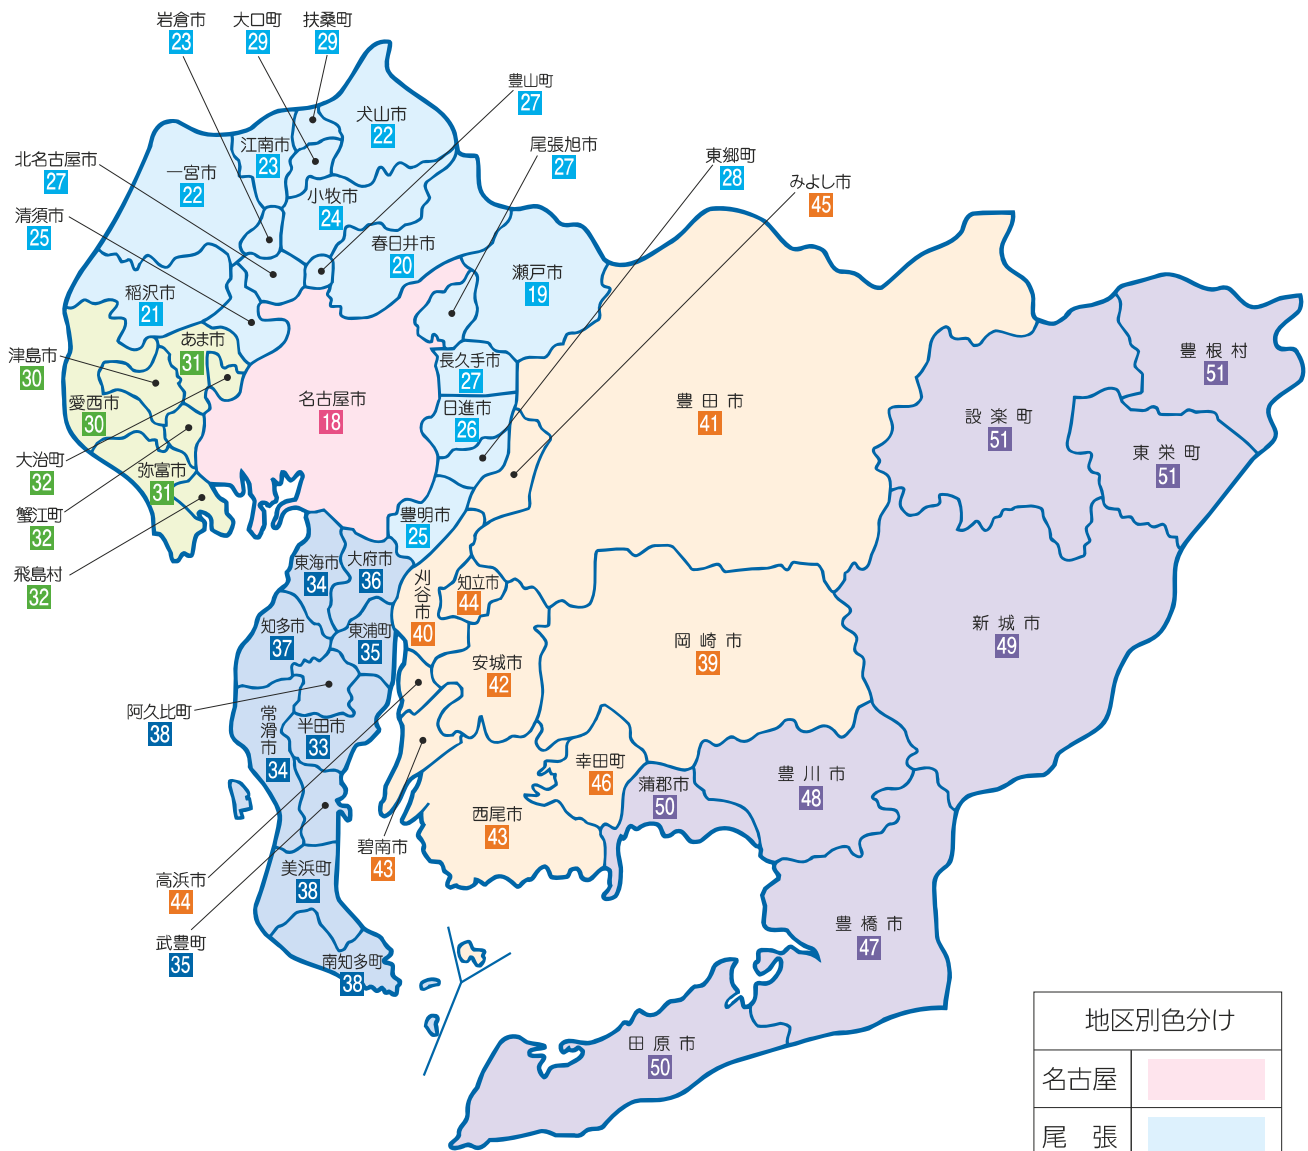 岩倉市
23
大口町
29
扶桑町
29
豊山町
27
尾張旭市
27
東郷町
28
みよし市
45
犬山市
22
江南市
23
北名古屋市
27
一宮市
22
小牧市
24
清須市
25
春日井市
20
瀬戸市
19
稲沢市
21
あま市
31
津島市
30
愛西市
30
名古屋市
18
長久手市
27
日進市
26
豊田市
41
設楽町
51
豊根村
51
東栄町
51
大治町
32
弥富市
31
蟹江町
32
飛島村
32
豊明市
25
東海市
34
大府市
36
刈谷市
40
知立市
44
知多市
37
東浦町
35
安城市
42
岡崎市
39
新城市
49
阿久比町
38
常滑市
34
半田市
33
幸田町
46
蒲郡市
50
豊川市
48
西尾市
43
碧南市
43
高浜市
44
美浜町
38
武豊町
35
南知多町
38
豊橋市
47
田原市
50
地区別色分け
名古屋
尾張